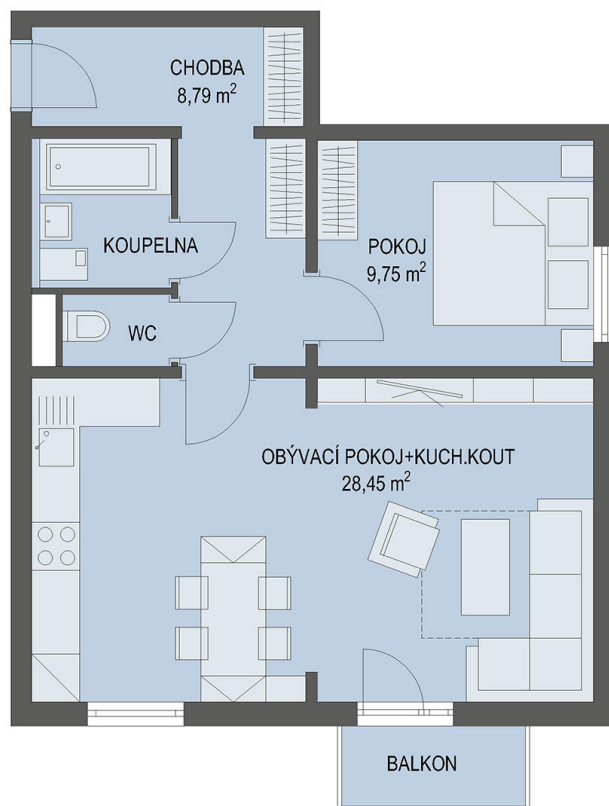 CHODBA
8,79 m²
KOUPELNA
POKOJ
9,75 m²
WC
OBÝVACÍ POKOJ+KUCH.KOUT
28,45 m²
BALKON